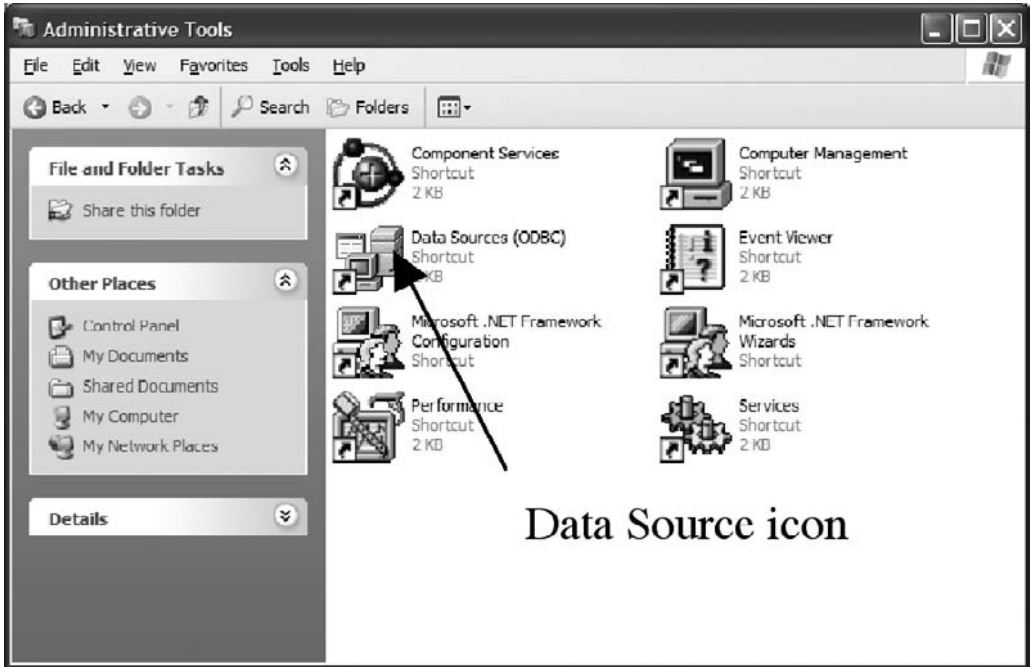 Administrative Tools
File Edit View Favorites Tools Help
Back Search Folders
File and Folder Tasks
Share this folder
Other Places
Control Panel
My Documents
Shared Documents
My Computer
My Network Places
Details
Component Services
Shortcut
2 KB
Computer Management
Shortcut
2 KB
Data Sources (ODBC)
Shortcut
KB
Event Viewer
Shortcut
2 KB
Microsoft .NET Framework
Configuration
Shortcut
Microsoft .NET Framework
Wizards
Shortcut
Performance
Shortcut
2 KB
Services
Shortcut
2 KB
Data Source icon